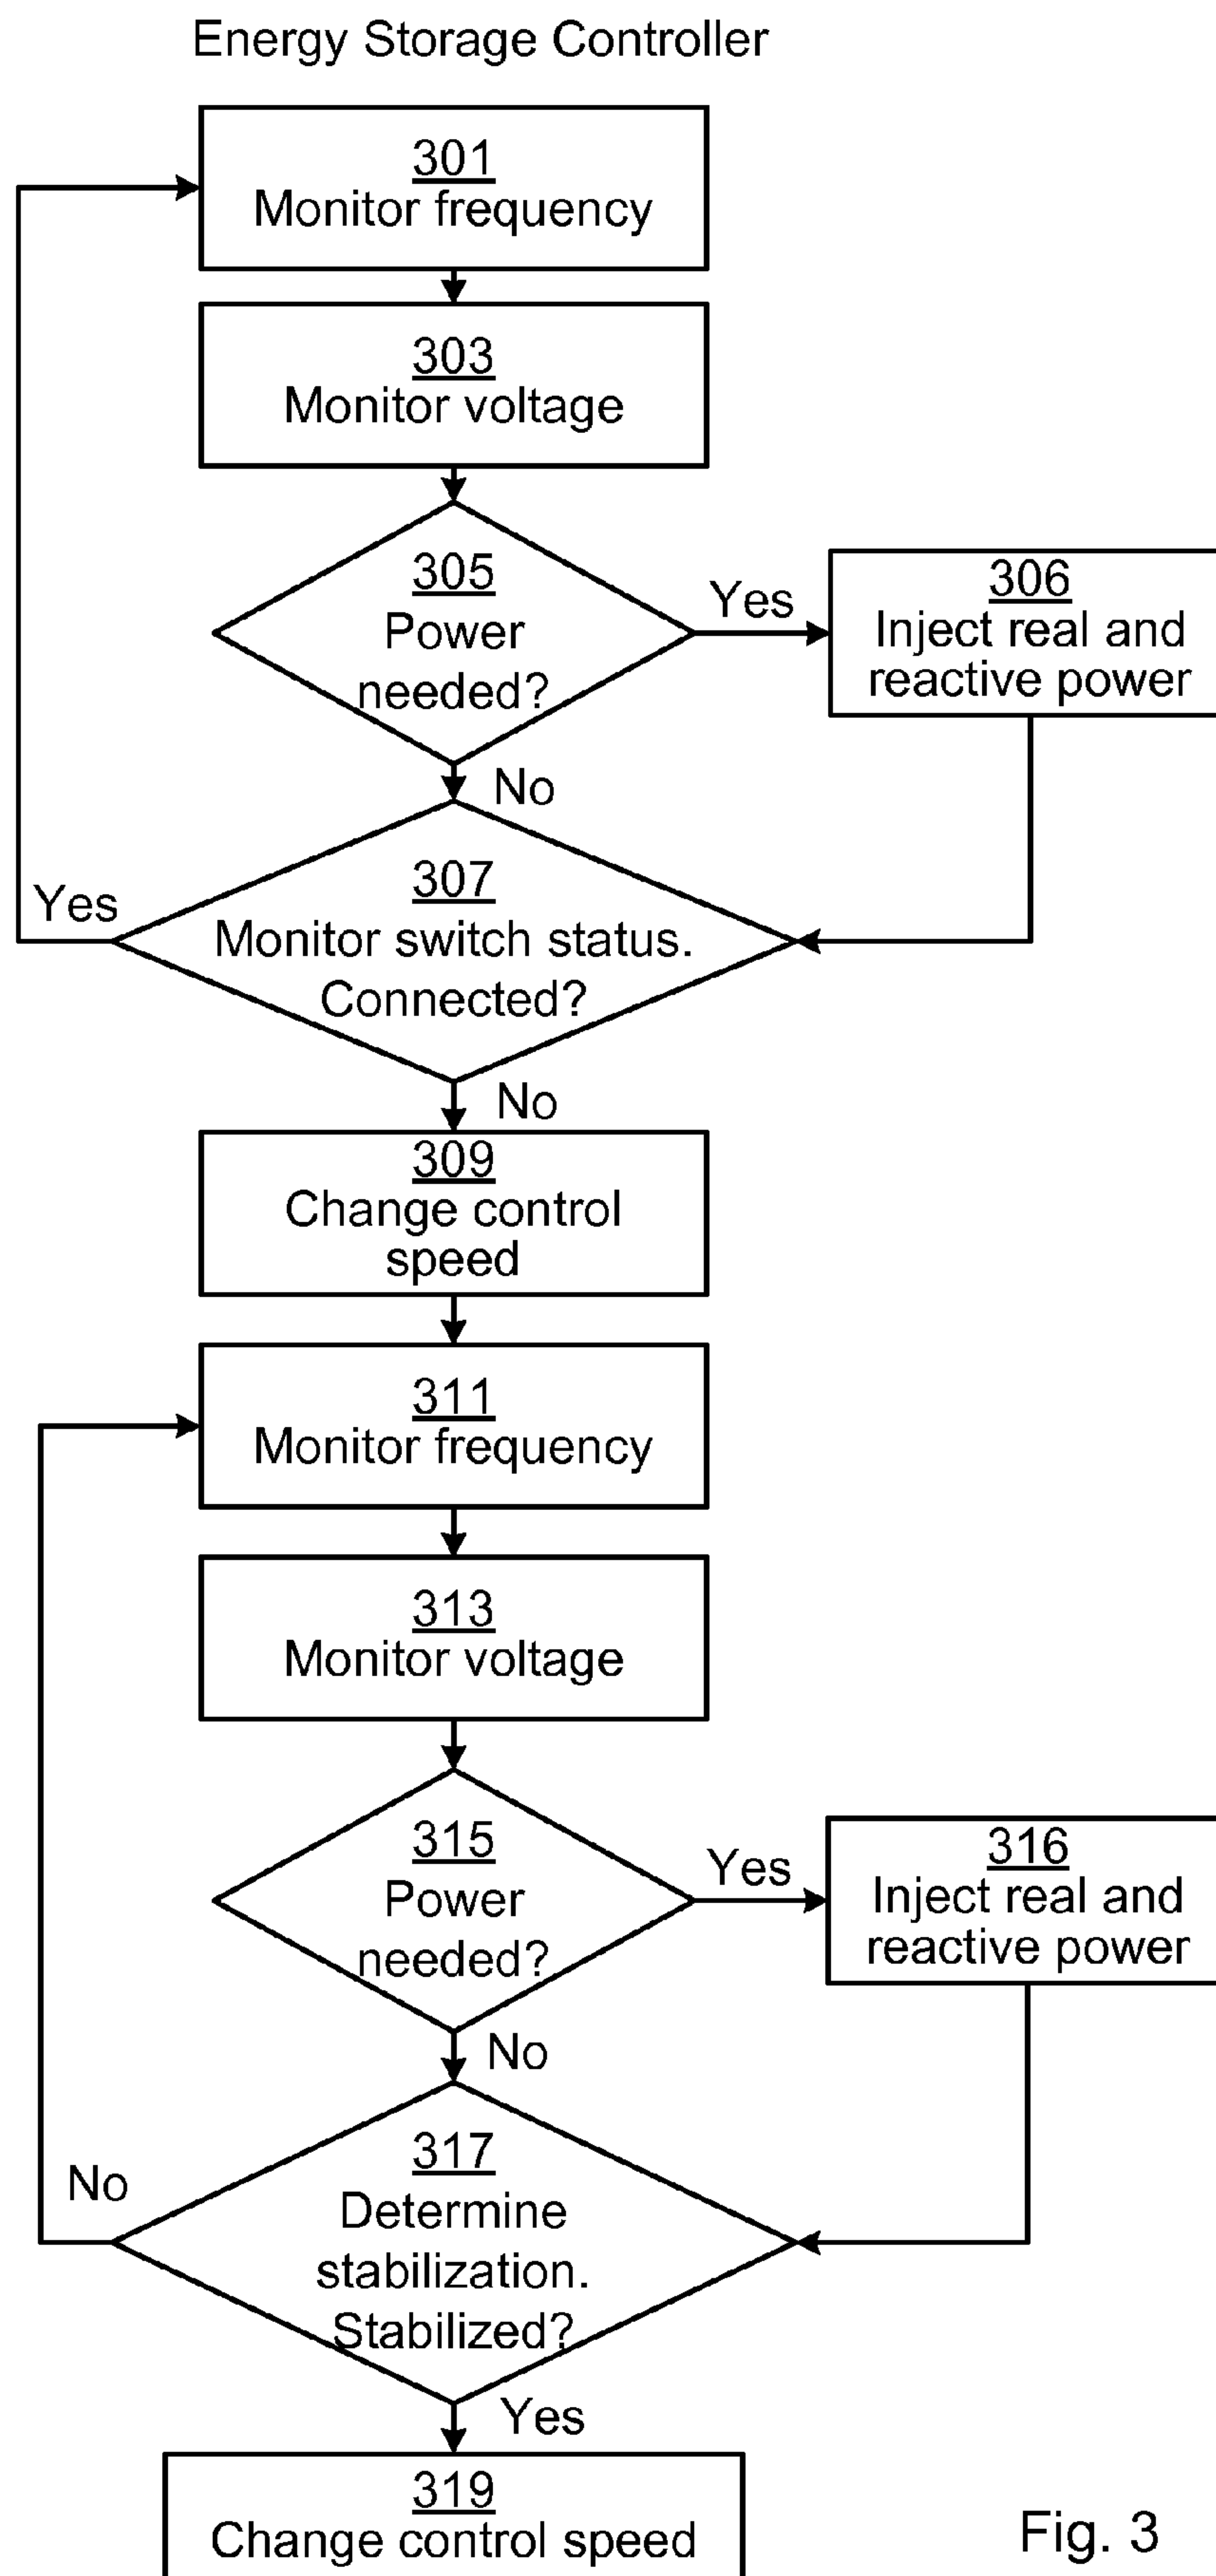 Energy Storage Controller
301
Monitor frequency
303
Monitor voltage
305
Power
needed?
Yes
306
Inject real and
reactive power
No
307
Monitor switch status.
Connected?
Yes
No
309
Change control
speed
311
Monitor frequency
313
Monitor voltage
315
Power
needed?
Yes
316
Inject real and
reactive power
No
317
Determine
stabilization.
Stabilized?
No
Yes
319
Change control speed
Fig. 3